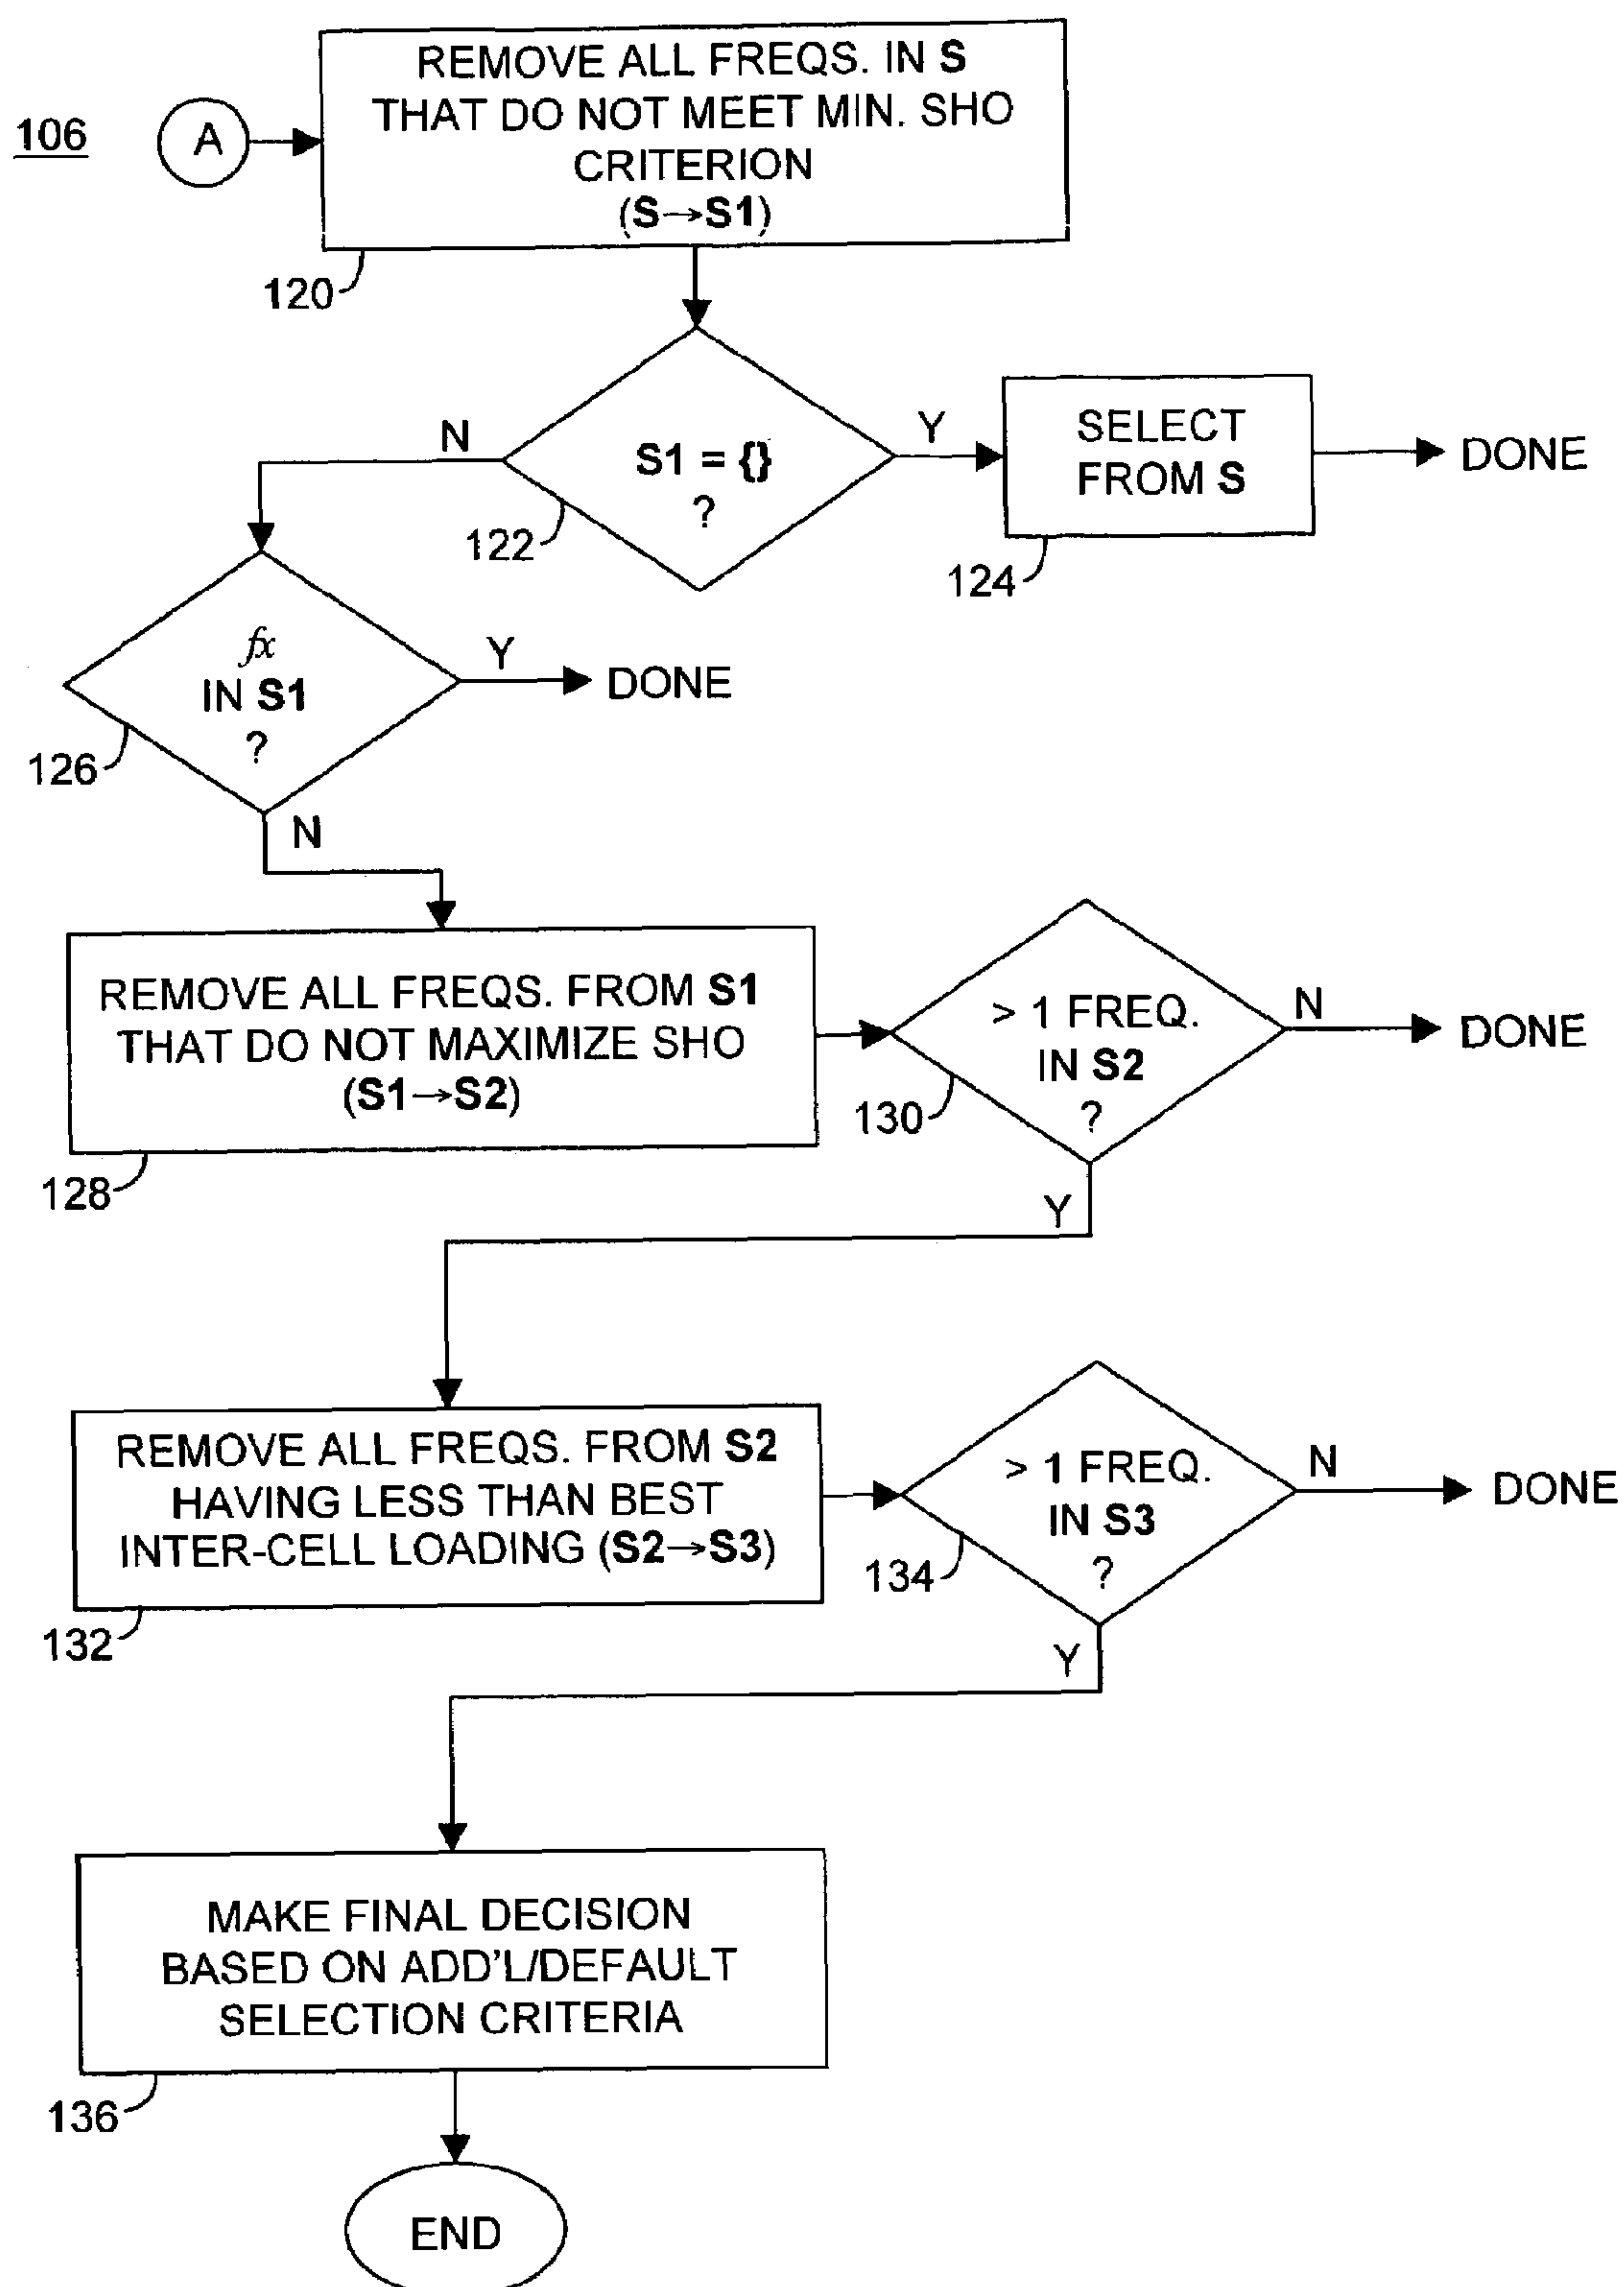 106
A
REMOVE ALL FREQS. IN S
THAT DO NOT MEET MIN. SHO
CRITERION
(S→S1)
120
S1 = {}
?
122
N
Y
SELECT
FROM S
124
DONE
fx
IN S1
?
126
Y
DONE
N
REMOVE ALL FREQS. FROM S1
THAT DO NOT MAXIMIZE SHO
(S1→S2)
128
> 1 FREQ.
IN S2
?
130
N
DONE
Y
REMOVE ALL FREQS. FROM S2
HAVING LESS THAN BEST
INTER-CELL LOADING (S2→S3)
132
> 1 FREQ.
IN S3
?
134
N
DONE
Y
MAKE FINAL DECISION
BASED ON ADD'L/DEFAULT
SELECTION CRITERIA
136
END